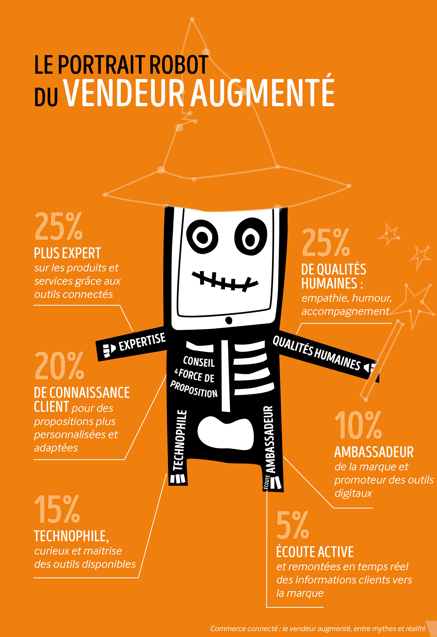 LE PORTRAIT ROBOT
DU VENDEUR AUGMENTÉ
25%
PLUS EXPERT
sur les produits et
services grâce aux
outils connectés
25%
DE QUALITÉS
HUMAINES :
empathie, humour,
accompagnement
EXPERTISE
QUALITÉS HUMAINES
CONSEIL
& FORCE DE
PROPOSITION
20%
DE CONNAISSANCE
CLIENT pour des
propositions plus
personnalisées et
adaptées
TECHNOPHILE
ÉCOUTE
AMBASSADEUR
10%
AMBASSADEUR
de la marque et
promoteur des outils
digitaux
15%
TECHNOPHILE,
curieux et maitrise
des outils disponibles
5%
ÉCOUTE ACTIVE
et remontées en temps réel
des informations clients vers
la marque
Commerce connecté : le vendeur augmenté, entre mythes et réalité